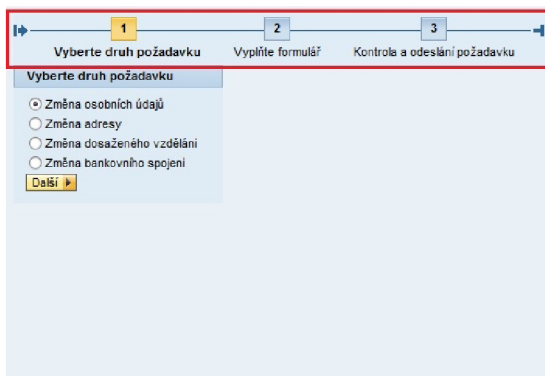 1 2 3
Vyberte druh požadavku Vyplňte formulář Kontrola a odeslání požadavku
Vyberte druh požadavku
Změna osobních údajů
Změna adresy
Změna dosaženého vzdělání
Změna bankovního spojení
Další